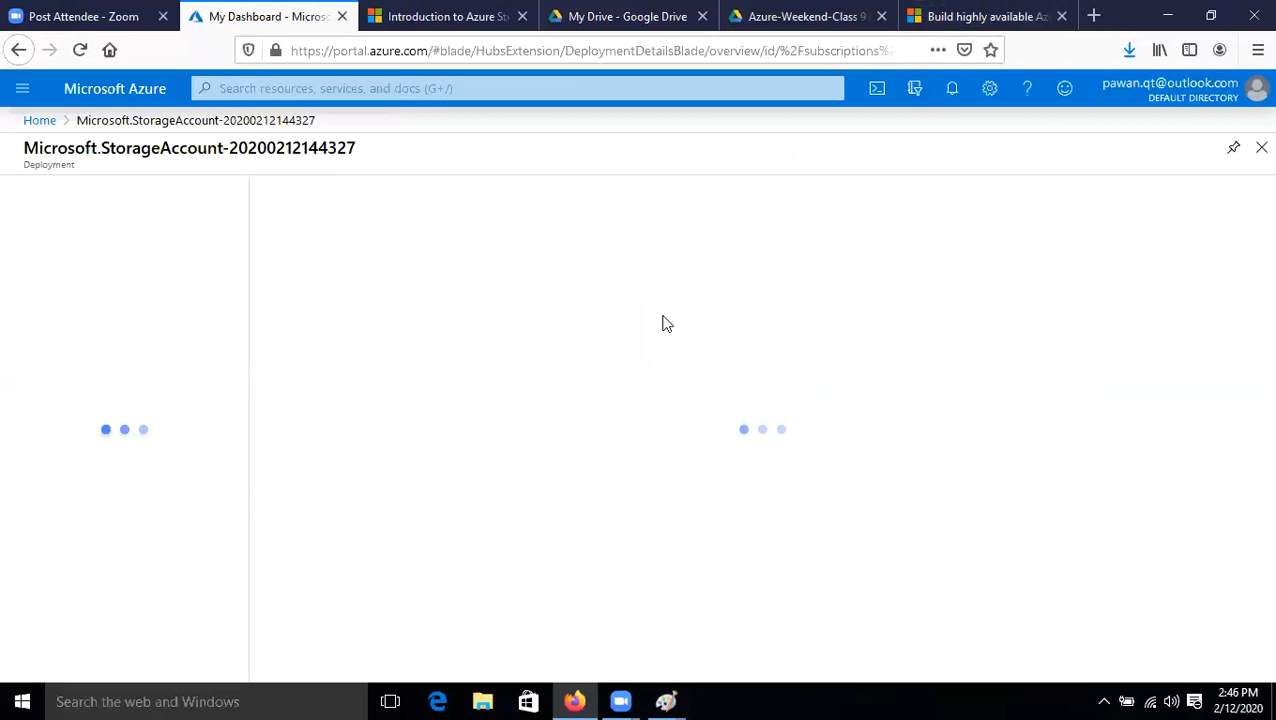 Post Attendee - Zoom
My Dashboard - Micros
Introduction to Azure St
My Drive - Google Drive
Azure-Weekend-Class 9
Build highly available Az
https://portal.azure.com/#blade/HubsExtension/DeploymentDetailsBlade/overview/id/%2Fsubscriptions%
Microsoft Azure
Search resources, services, and docs (G+/)
pawan.qt@outlook.com
DEFAULT DIRECTORY
Home > Microsoft.StorageAccount-20200212144327
Microsoft.StorageAccount-20200212144327
Deployment
Search the web and Windows
2:46 PM
2/12/2020